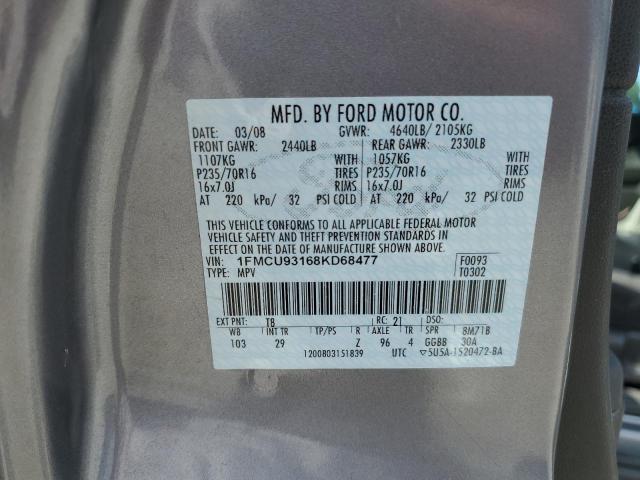 MFD. BY FORD MOTOR CO.
DATE: 03/08 GVWR: 4640LB/ 2105KG
FRONT GAWR: 2440LB REAR GAWR: 2330LB
1107KG WITH 1057KG WITH
P235/70R16 TIRES P235/70R16 TIRES
16x7.0J RIMS 16x7.0J RIMS
AT 220 kPa/ 32 PSI COLD AT 220 kPa/ 32 PSI COLD
THIS VEHICLE CONFORMS TO ALL APPLICABLE FEDERAL MOTOR
VEHICLE SAFETY AND THEFT PREVENTION STANDARDS IN
EFFECT ON THE DATE OF MANUFACTURE SHOWN ABOVE.
VIN: 1FMCU93168KD68477 F0093
TYPE: MPV T0302
EXT PNT: T8 RC: 21 DSO:
WB INT TR TP/PS R AXLE TR SPR 8M71B
103 29 Z 96 4 GGBB 30A
1200803151839 UTC ▽5U5A-1520472-BA